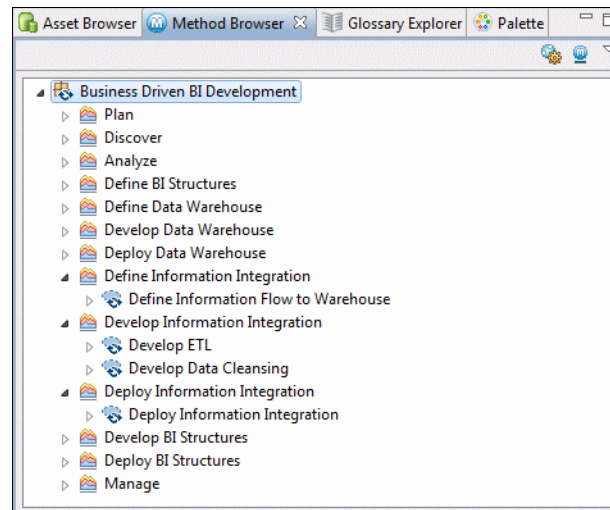 Asset Browser Method Browser Glossary Explorer Palette
Business Driven BI Development
Plan
Discover
Analyze
Define BI Structures
Define Data Warehouse
Develop Data Warehouse
Deploy Data Warehouse
Define Information Integration
Define Information Flow to Warehouse
Develop Information Integration
Develop ETL
Develop Data Cleansing
Deploy Information Integration
Deploy Information Integration
Develop BI Structures
Deploy BI Structures
Manage